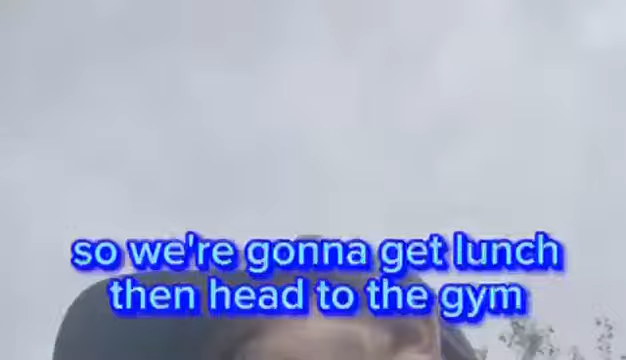 so we're gonna get lunch
then head to the gym